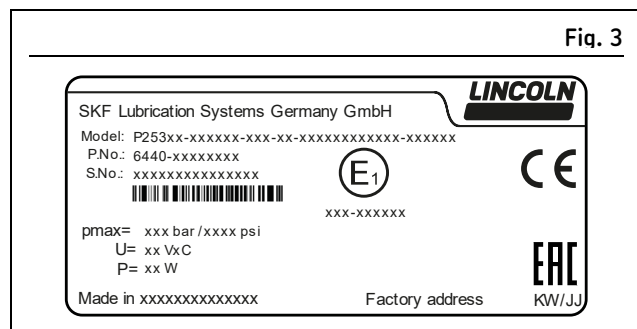 Fig. 3
LINCOLN
SKF Lubrication Systems Germany GmbH
Model: P253xx-xxxxxx-xxx-xx-xxxxxxxxxxxx-xxxxxx
P.No.: 6440-xxxxxxxx
S.No.: xxxxxxxxxxxxxxx
E1
CE
xxx-xxxxxx
pmax= xxx bar/xxxx psi
U= xx VxC
P= xx W
EAC
Made in xxxxxxxxxxxxxx Factory address KW/JJ